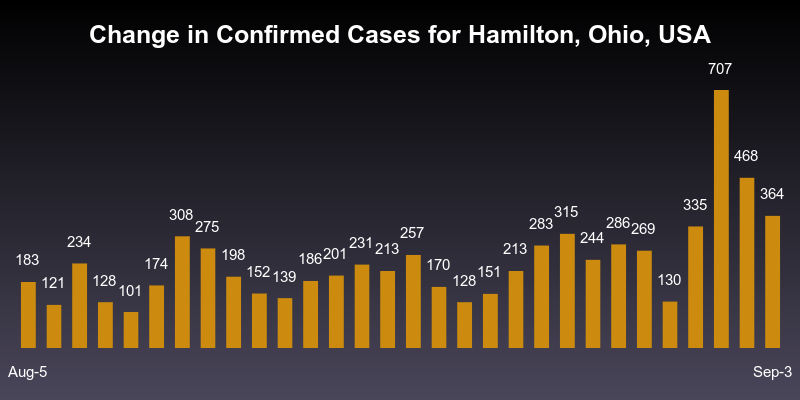 Change in Confirmed Cases for Hamilton, Ohio, USA
183 121 234 128 101 174 308 275 198 152 139 186 201 231 213 257 170 128 151 213 283 315 244 286 269 130 335 707 468 364
Aug-5 Sep-3